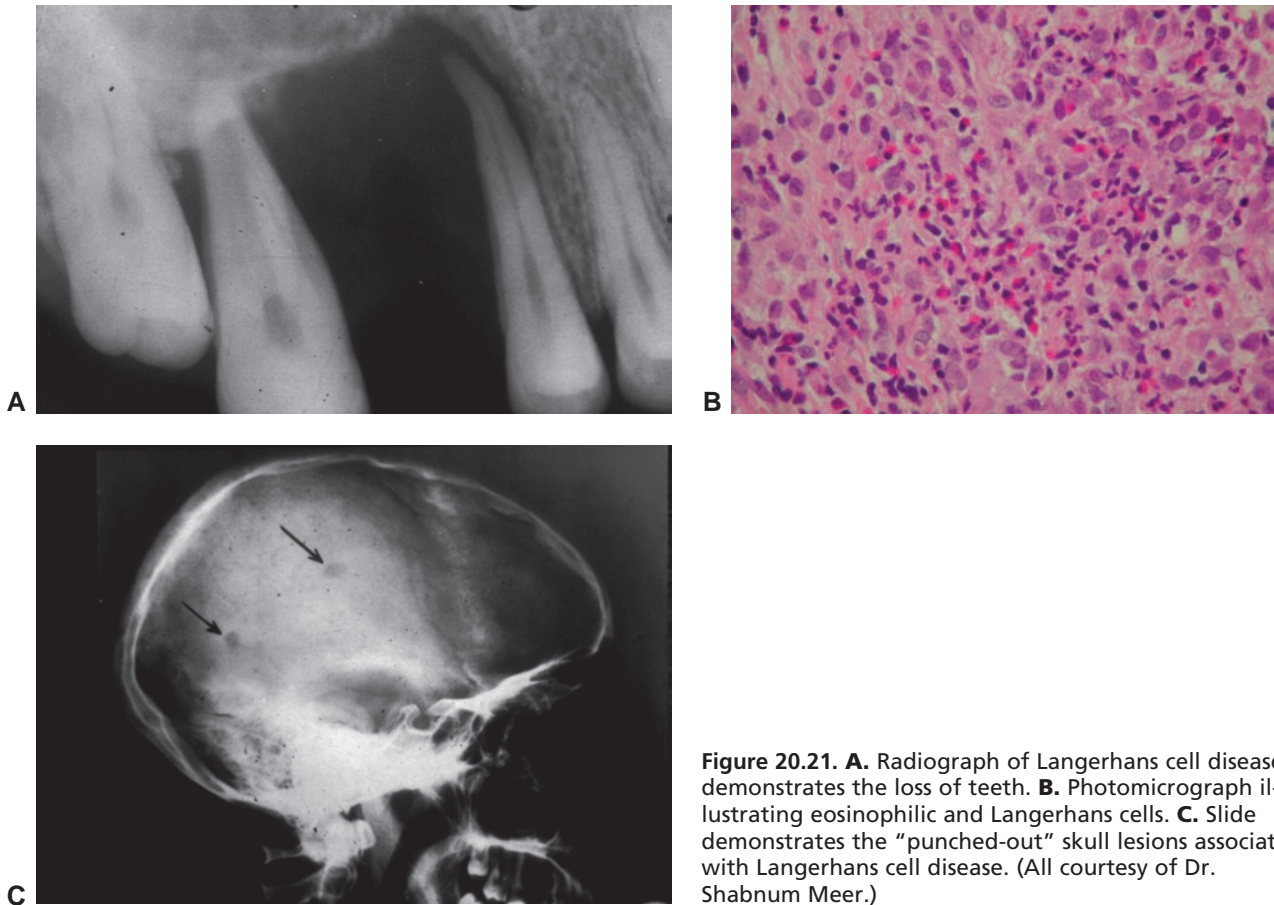 A
B
C
Figure 20.21. A. Radiograph of Langerhans cell disease
demonstrates the loss of teeth. B. Photomicrograph il-
lustrating eosinophilic and Langerhans cells. C. Slide
demonstrates the “punched-out” skull lesions associat
with Langerhans cell disease. (All courtesy of Dr.
Shabnum Meer.)